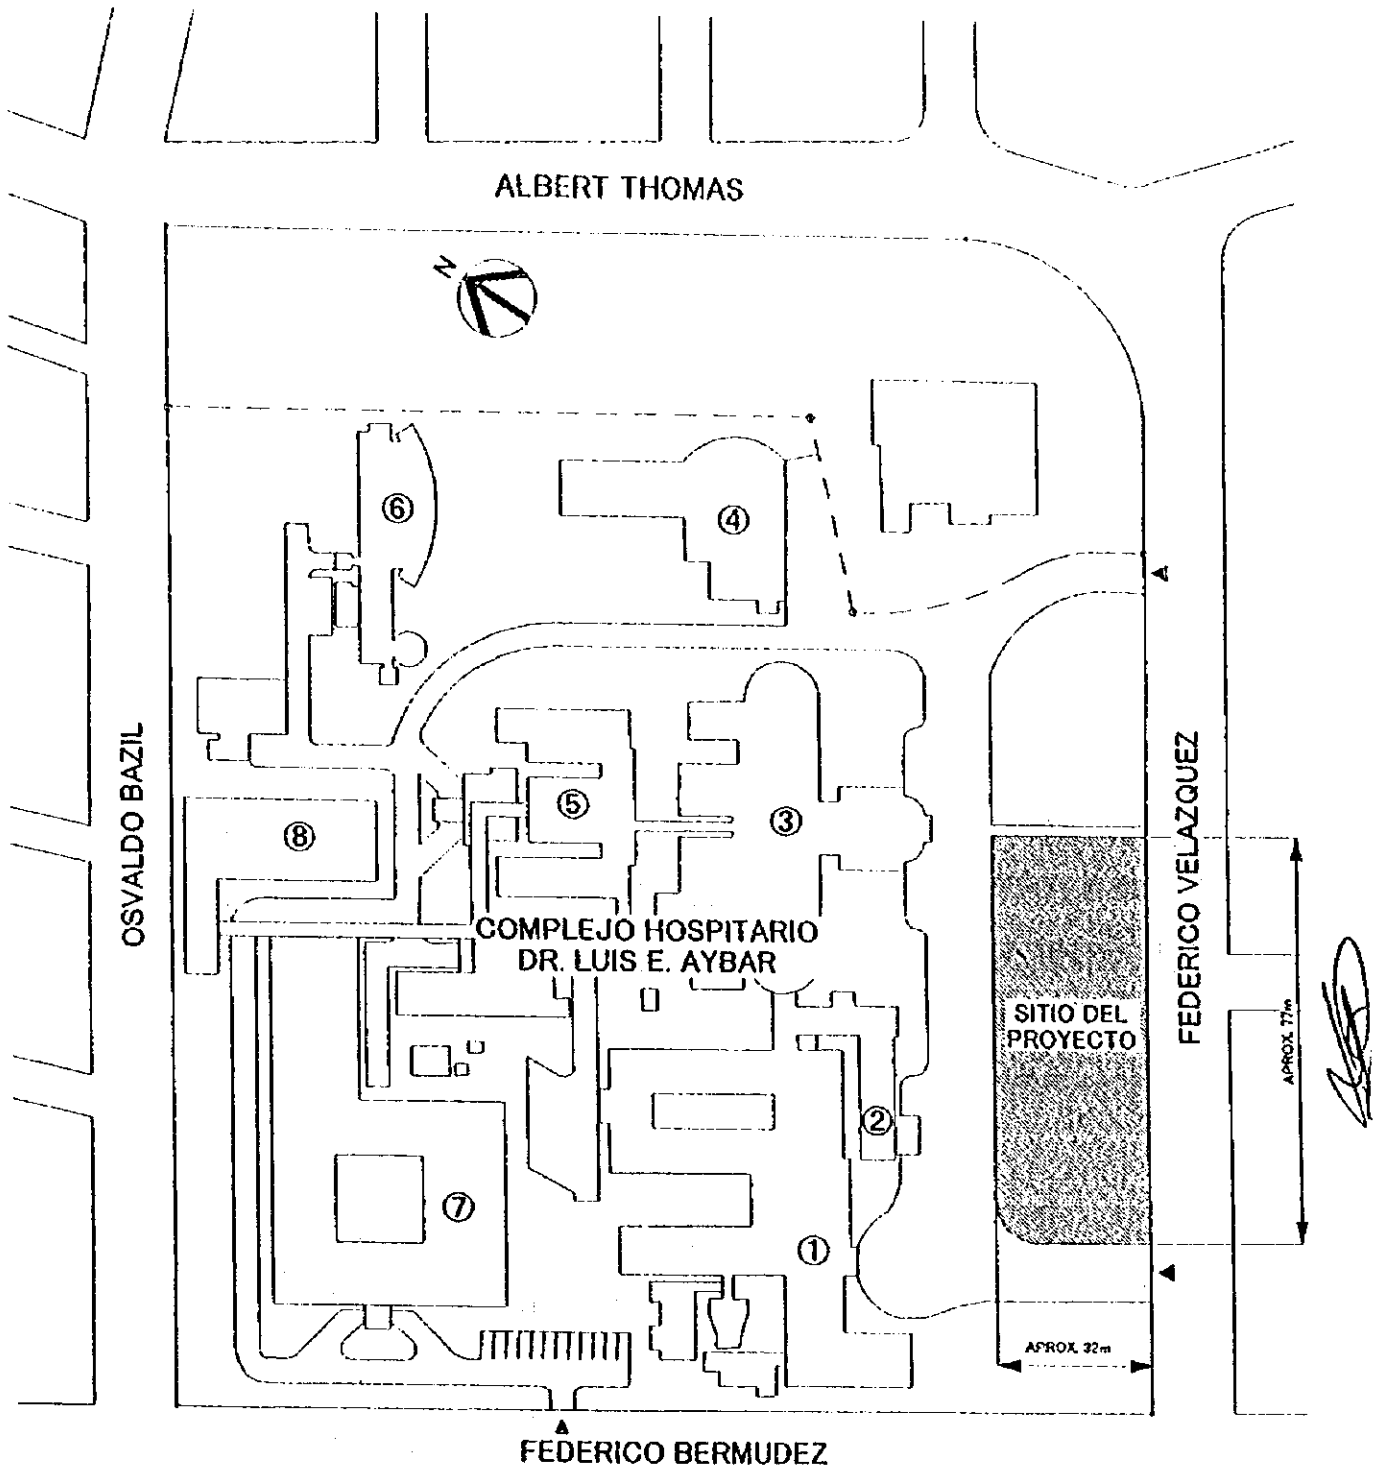 ALBERT THOMAS
N
⑥
④
OSVALDO BAZIL
⑤
③
⑧
FEDERICO VELAZQUEZ
COMPLEJO HOSPITARIO
DR. LUIS E. AYBAR
SITIO DEL
PROYECTO
APROX. 77m
②
⑦
①
APROX. 32m
FEDERICO BERMUDEZ